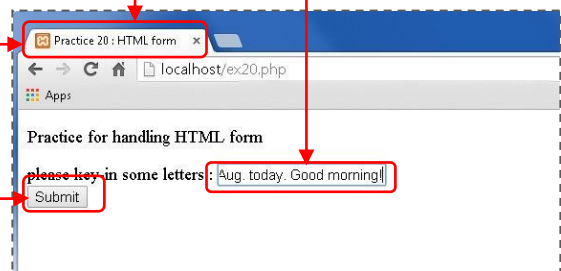 Practice 20 : HTML form ×
localhost/ex20.php
Apps
Practice for handling HTML form
please key in some letters : Aug. today. Good morning!
Submit